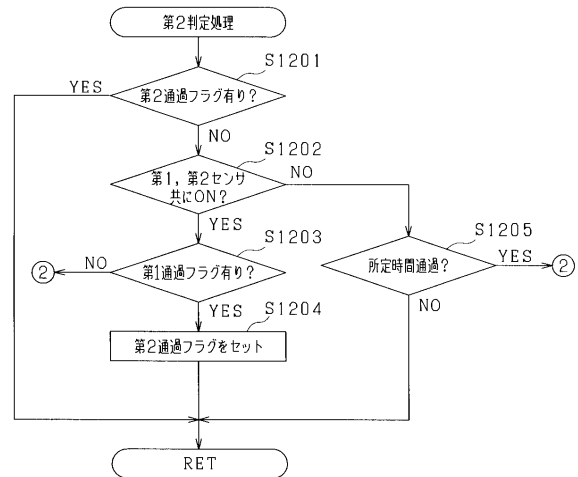 第2判定処理
S1201
YES
第2通過フラグ有り?
NO
S1202
第1,第2センサ
共にON?
NO
YES
S1203
S1205
②
NO
第1通過フラグ有り?
所定時間通過?
YES
②
YES
NO
S1204
第2通過フラグをセット
RET